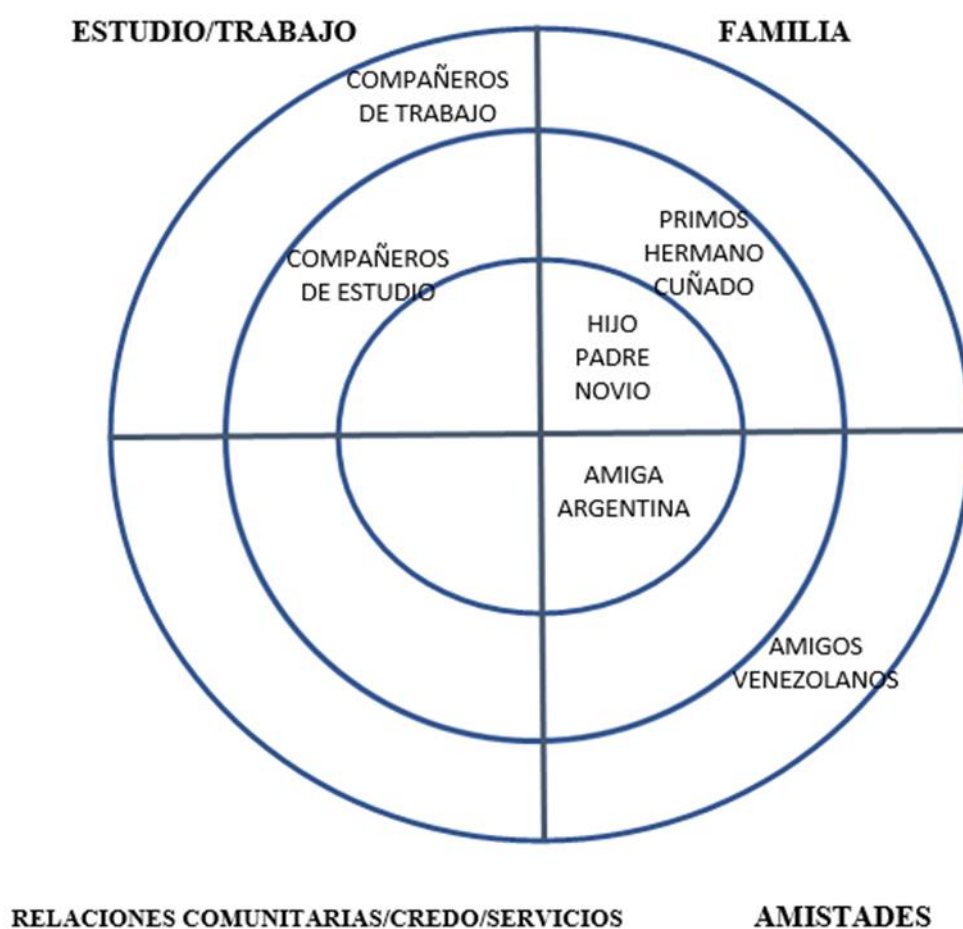 ESTUDIO/TRABAJO
FAMILIA
COMPAÑEROS
DE TRABAJO
COMPAÑEROS
DE ESTUDIO
PRIMOS
HERMANO
CUÑADO
HIJO
PADRE
NOVIO
AMIGA
ARGENTINA
AMIGOS
VENEZOLANOS
RELACIONES COMUNITARIAS/CREDO/SERVICIOS
AMISTADES